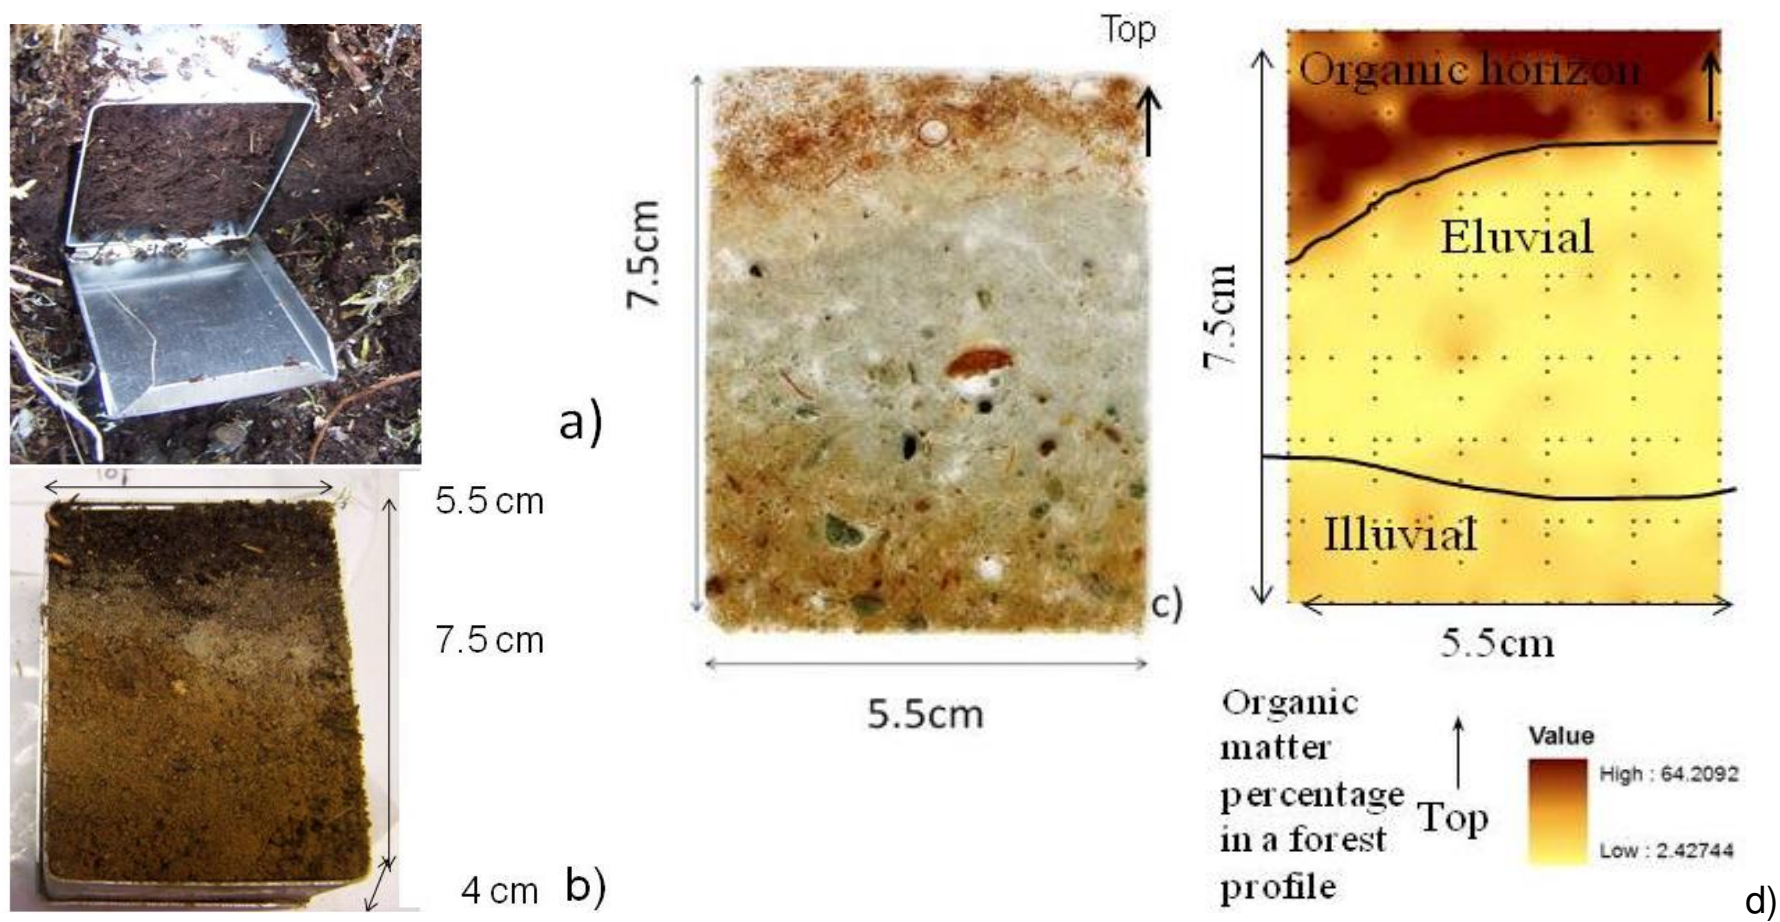 a)
5.5 cm
7.5 cm
4 cm
b)
Top
7.5cm
5.5cm
c)
Organic horizon
Eluvial
Illuvial
7.5cm
5.5cm
Organic
matter
percentage
in a forest
profile
Top
Value
High : 64.2092
Low : 2.42744
d)